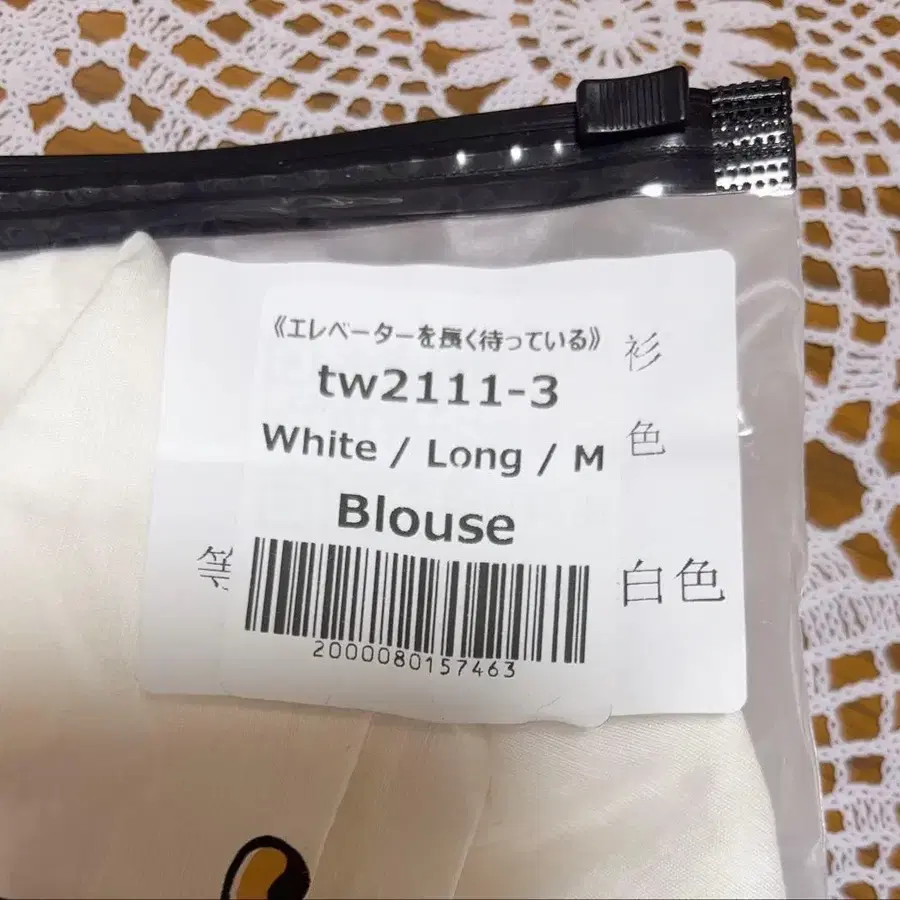 《エレベーターを長く待っている》
衫
tw2111-3
色
White / Long / M
Blouse
白色
2000080157463